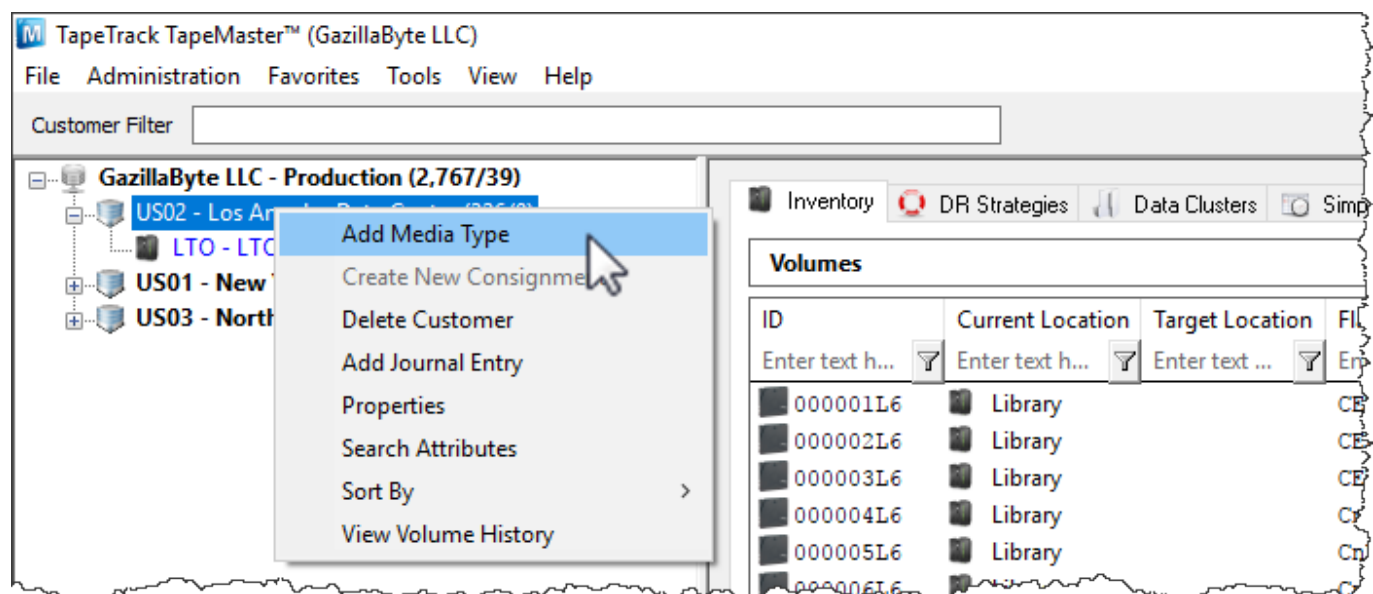 TapeTrack TapeMaster™ (GazillaByte LLC)
File Administration Favorites Tools View Help
Customer Filter
GazillaByte LLC - Production (2,767/39)
US02 - Los
LTO -
US01 - New
US03 -
Add Media Type
Create New
Delete Customer
Add Journal Entry
Properties
Search Attributes
Sort By
View Volume History
Inventory DR Strategies Data Clusters
Volumes
ID Current Location Target Location
Enter text h... Enter text h... Enter text ...
000001L6 Library
000002L6 Library
000003L6 Library
000004L6 Library
000005L6 Library